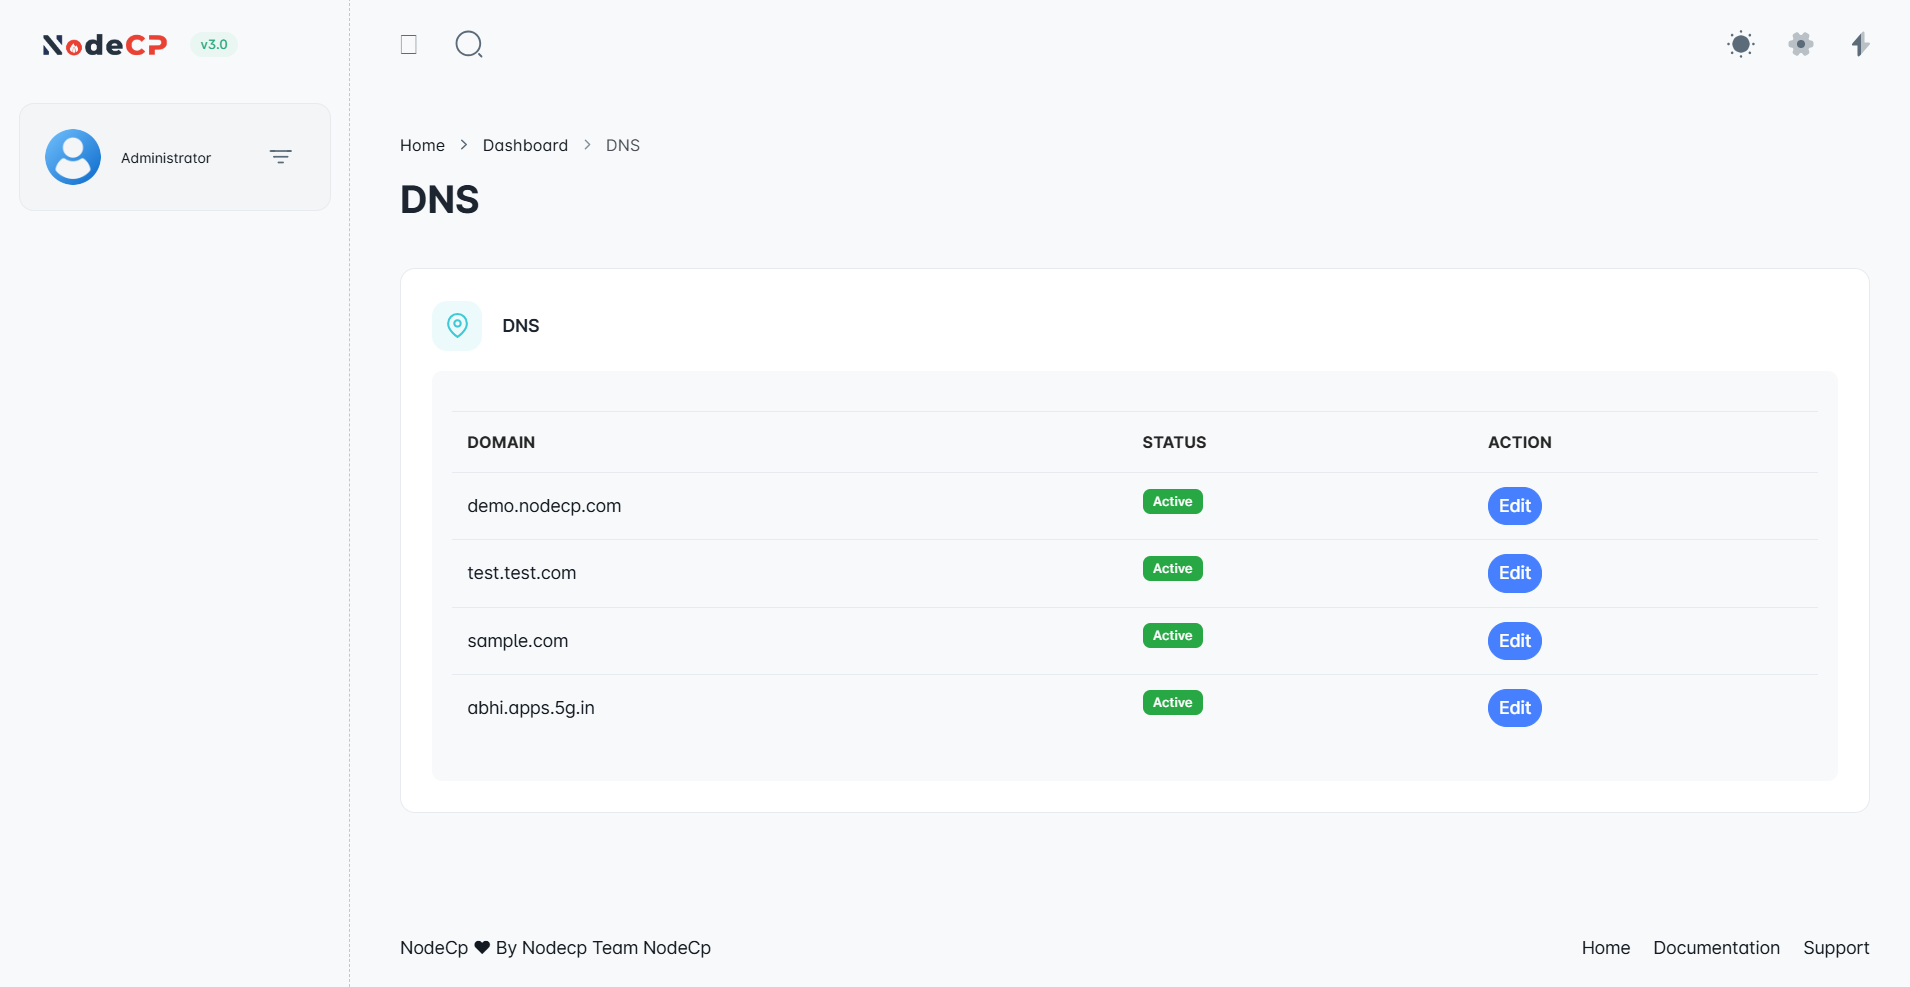 NodeCP v3.0
Administrator
Home > Dashboard > DNS
DNS
DNS
DOMAIN STATUS ACTION
demo.nodecp.com Active Edit
test.test.com Active Edit
sample.com Active Edit
abhi.apps.5g.in Active Edit
NodeCp ♥ By Nodecp Team NodeCp Home Documentation Support